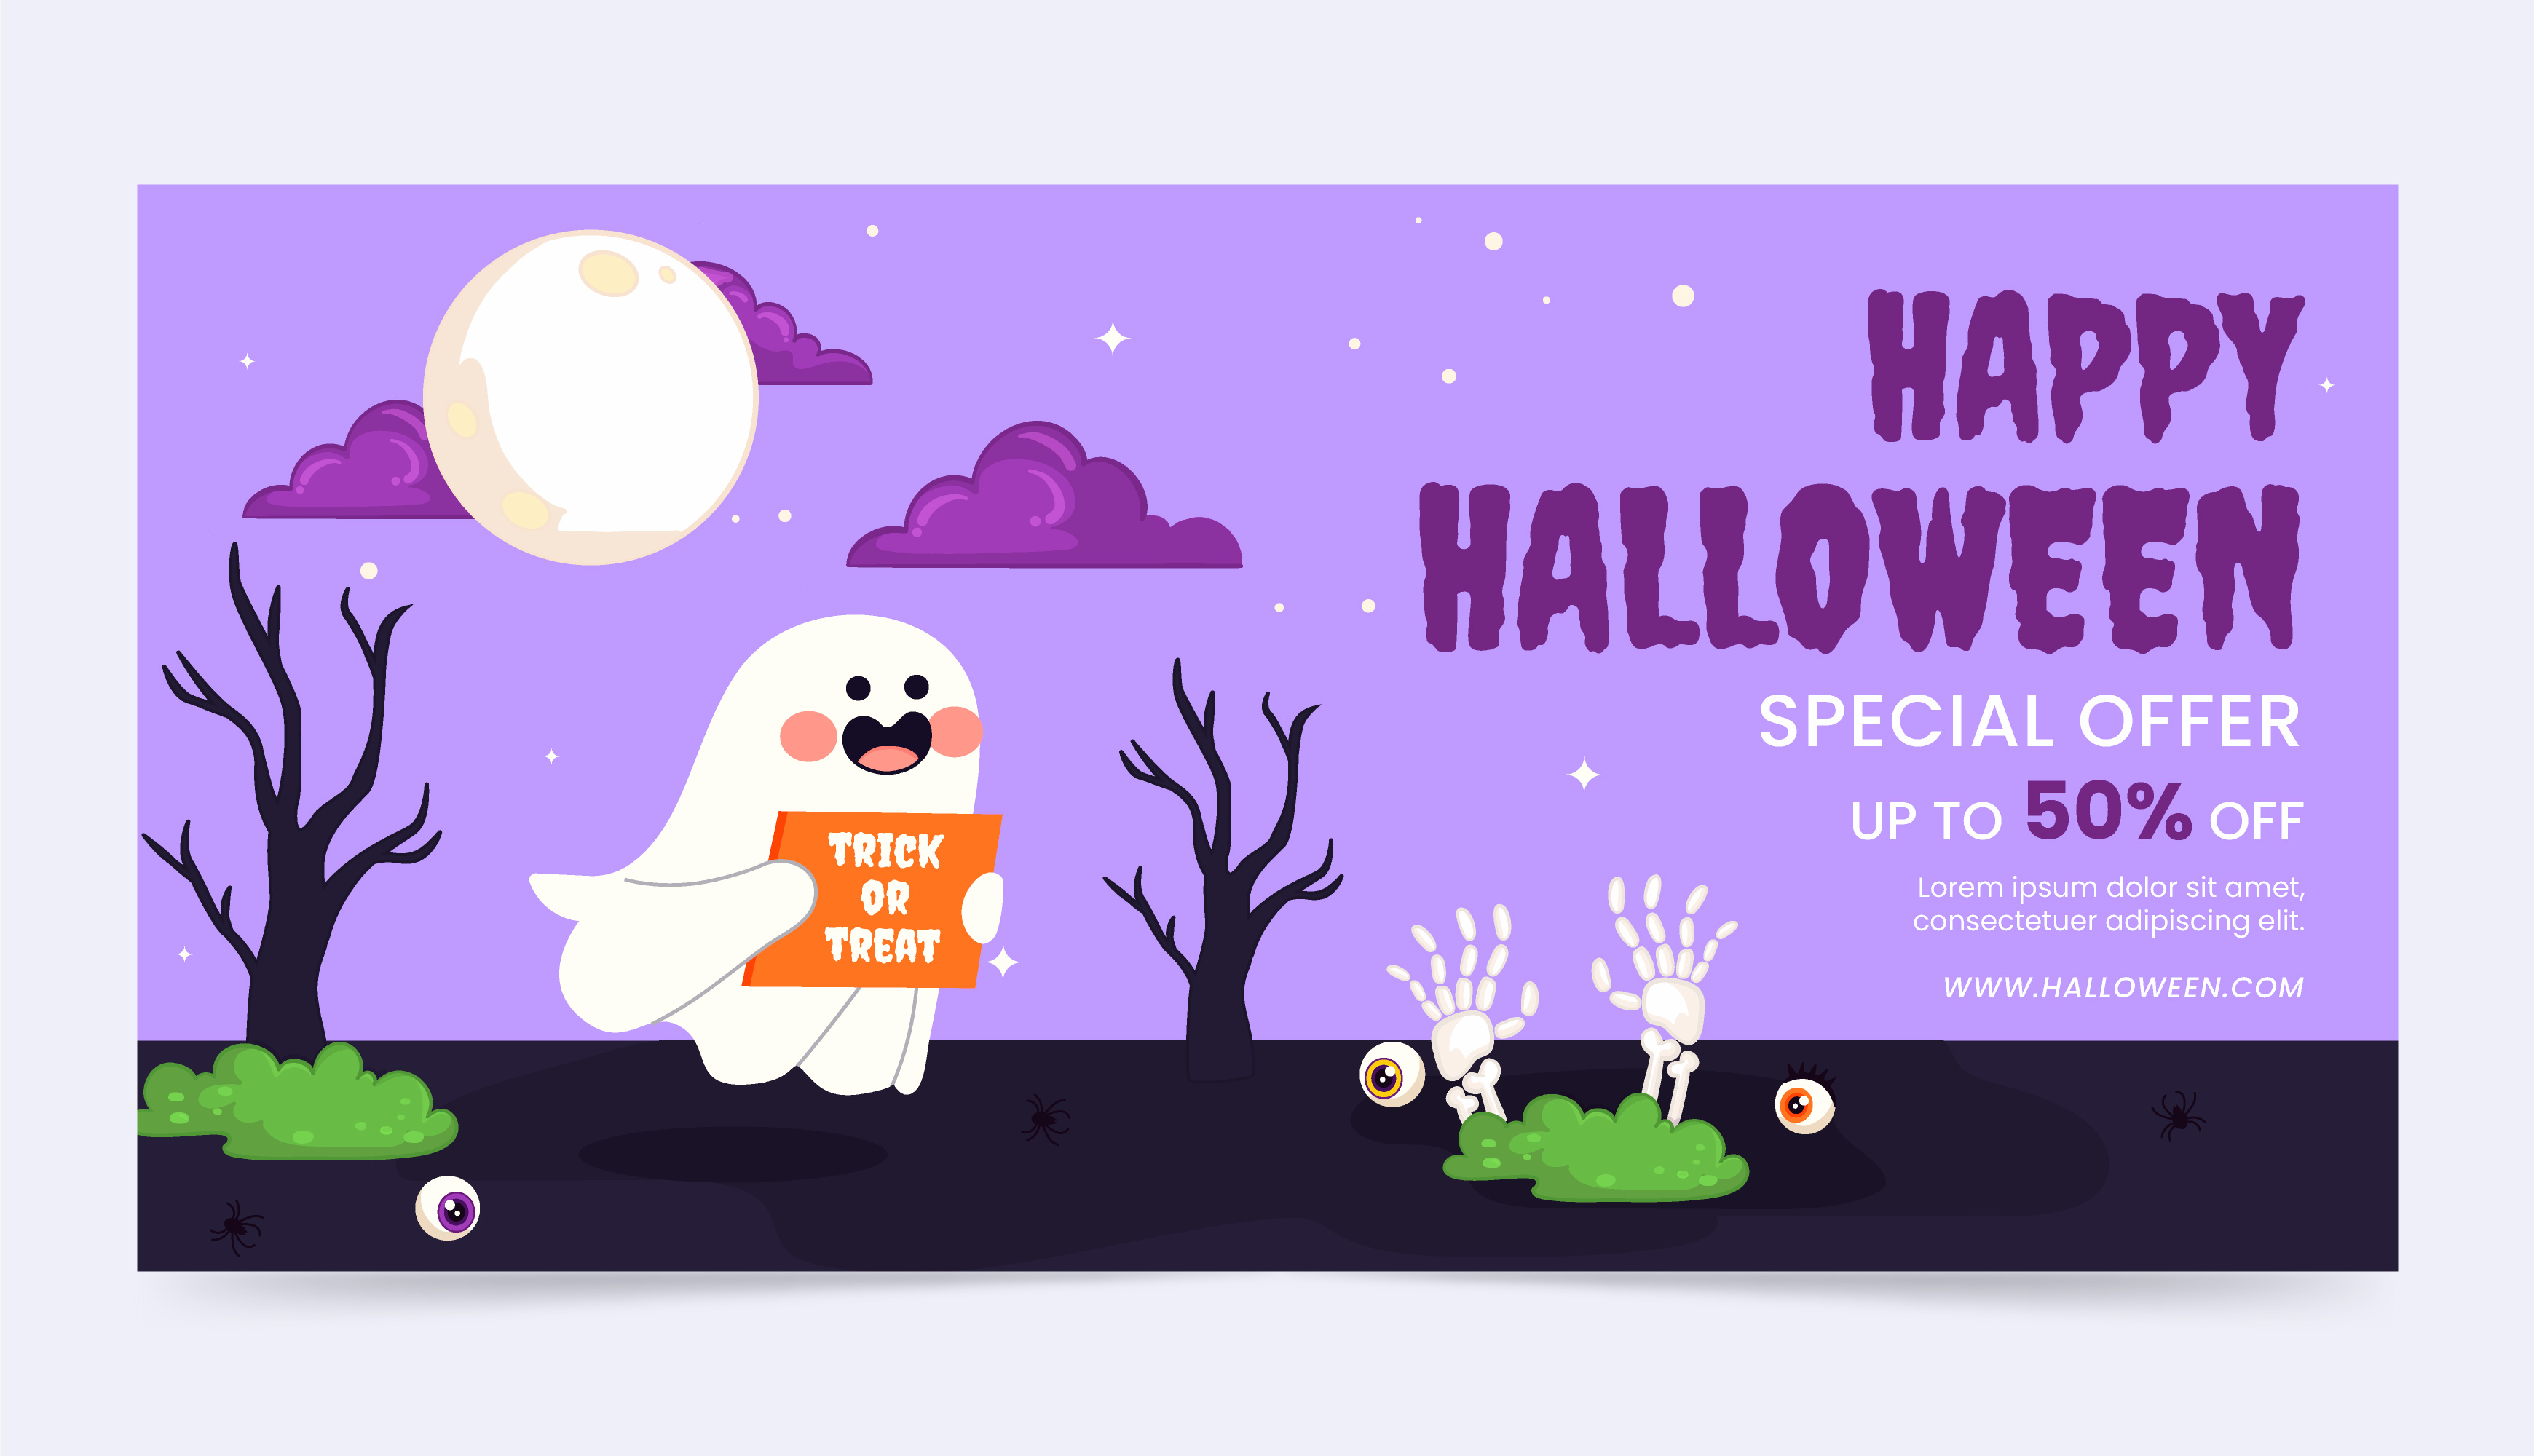 HAPPY
HALLOWEEN
SPECIAL OFFER
UP TO 50% OFF
Lorem ipsum dolor sit amet,
consectetuer adipiscing elit.
WWW.HALLOWEEN.COM
TRICK
OR
TREAT